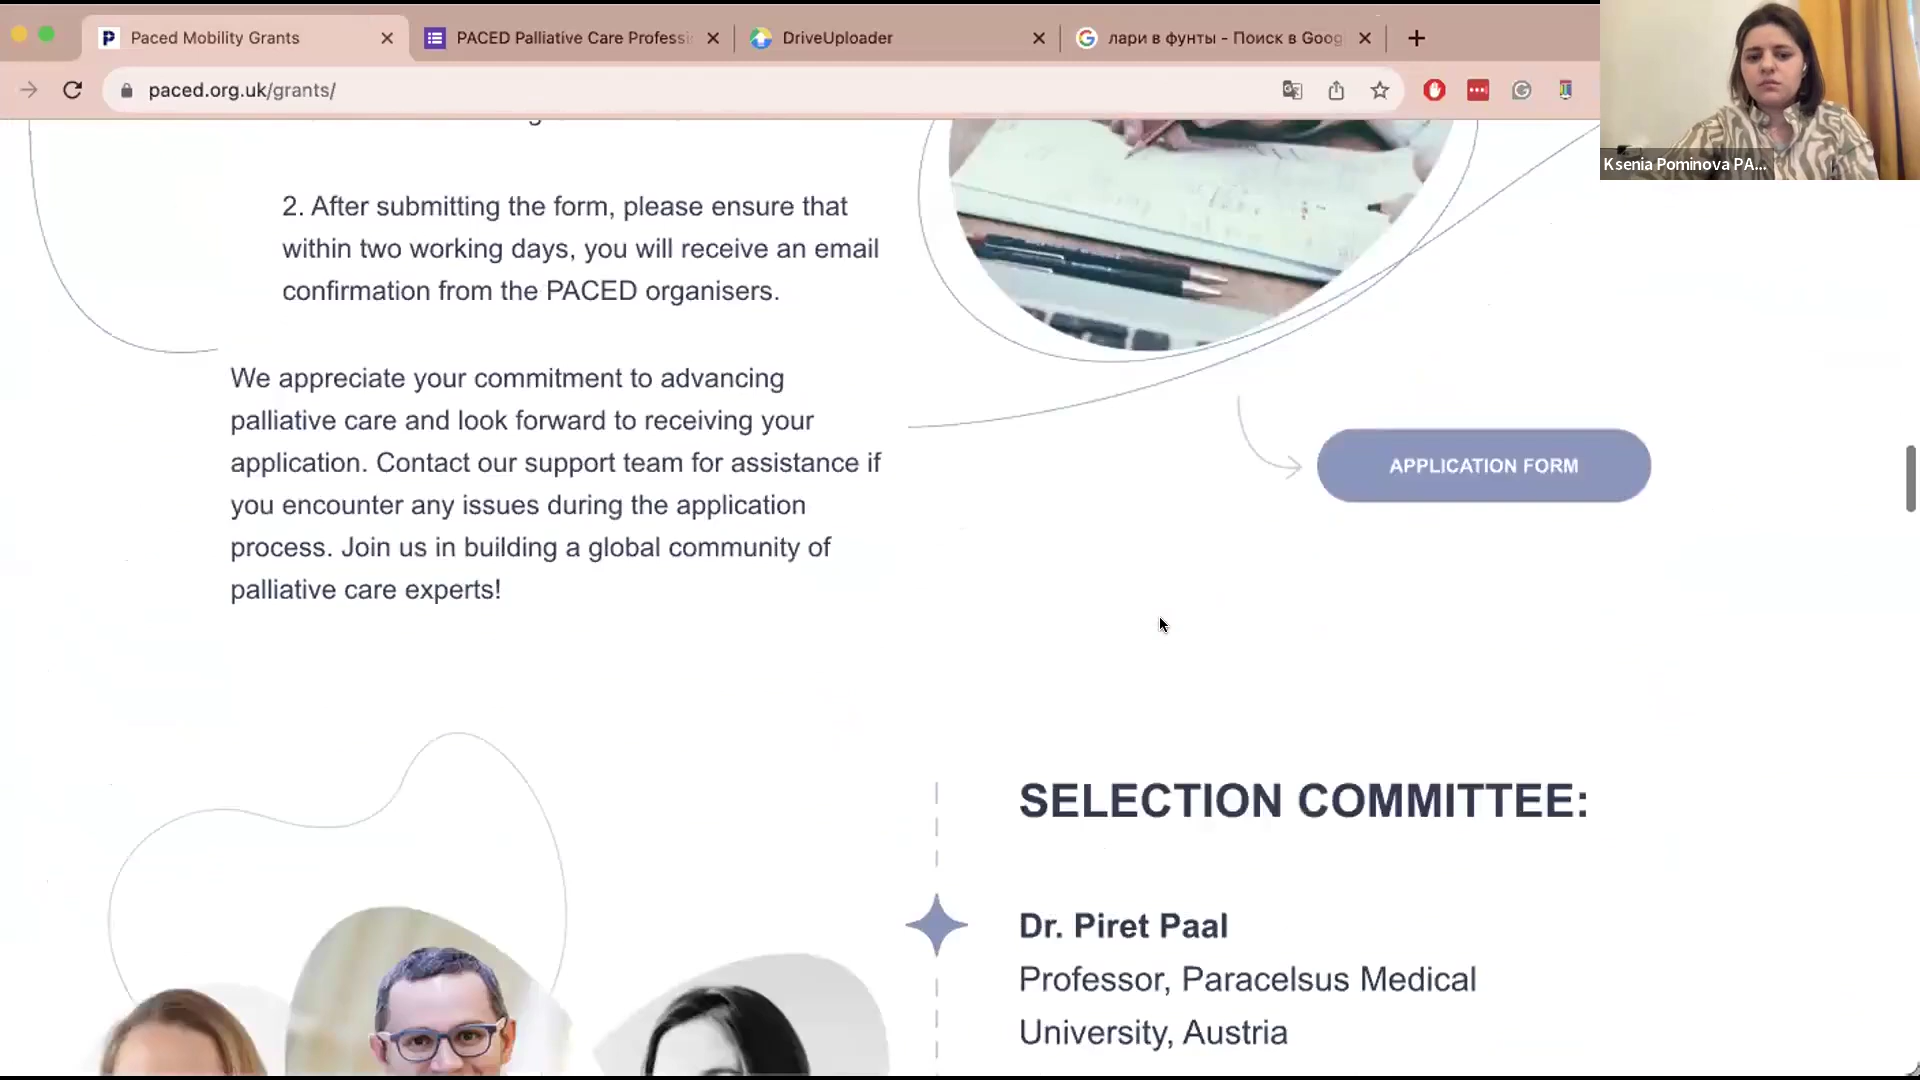 Paced Mobility Grants
PACED Palliative Care Professi
DriveUploader
лари в фунты - Поиск в Goog
paced.org.uk/grants/
Ksenia Pominova PA...
2. After submitting the form, please ensure that
within two working days, you will receive an email
confirmation from the PACED organisers.
We appreciate your commitment to advancing
palliative care and look forward to receiving your
application. Contact our support team for assistance if
you encounter any issues during the application
process. Join us in building a global community of
palliative care experts!
APPLICATION FORM
SELECTION COMMITTEE:
Dr. Piret Paal
Professor, Paracelsus Medical
University, Austria